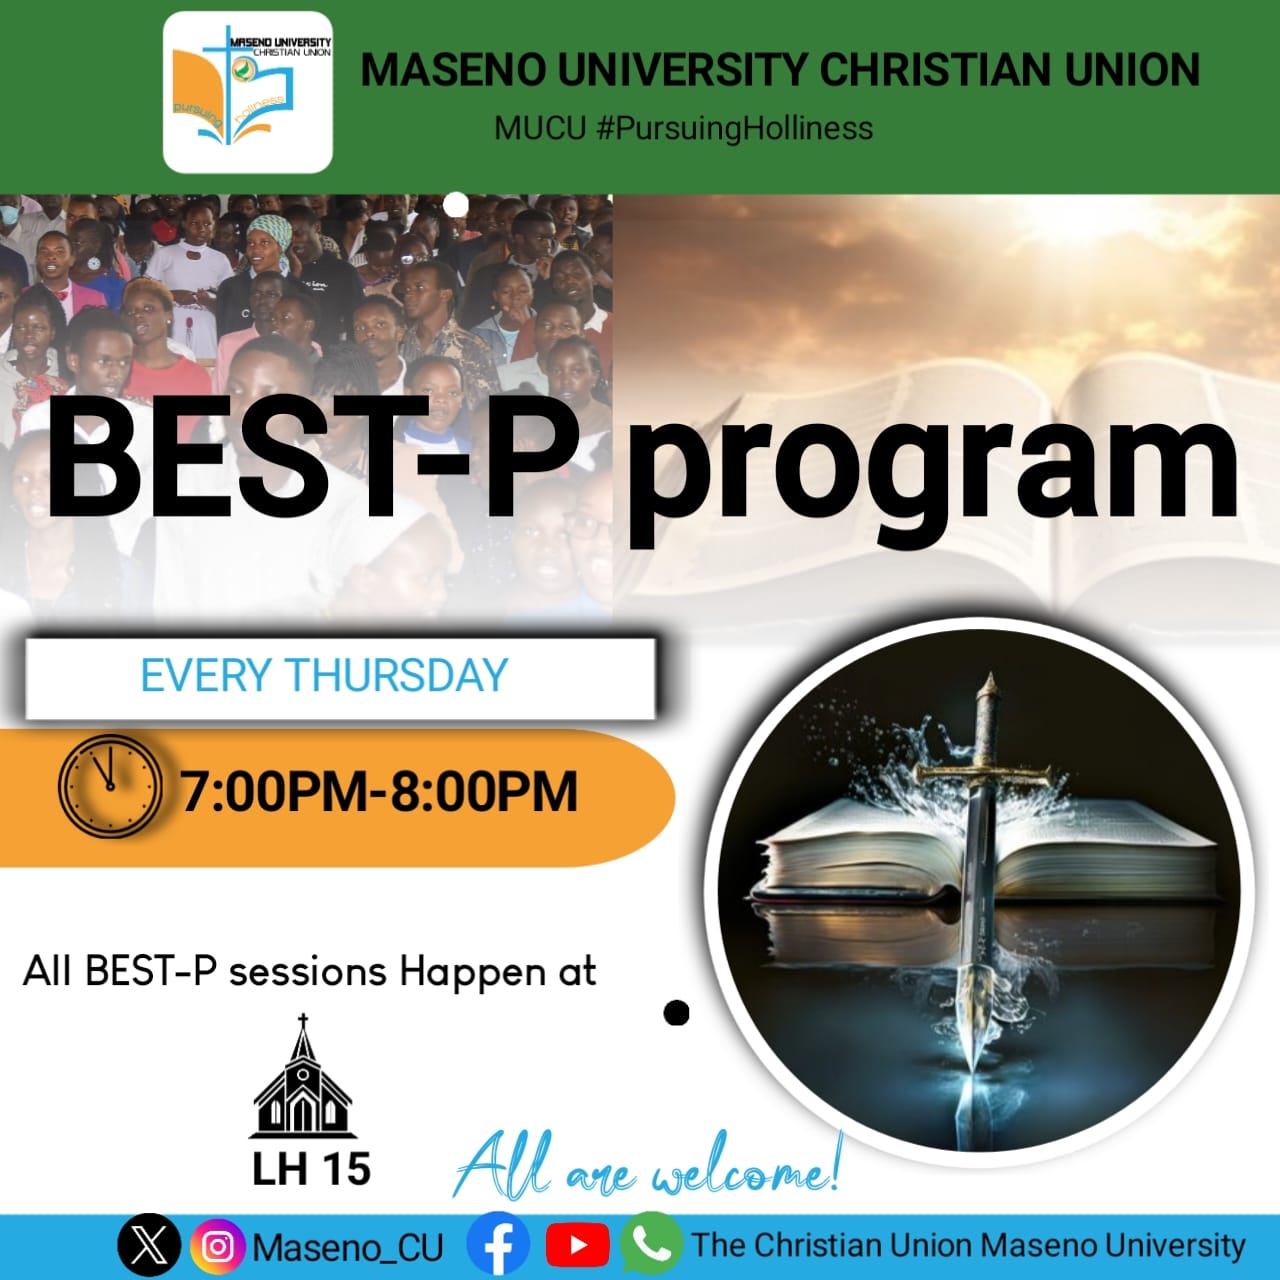 MASENO UNIVERSITY
CHRISTIAN UNION
pursuing holliness
MASENO UNIVERSITY CHRISTIAN UNION
MUCU #PursuingHolliness
BEST-P program
EVERY THURSDAY
7:00PM-8:00PM
All BEST-P sessions Happen at
LH 15
All are welcome!
Maseno_CU
The Christian Union Maseno University